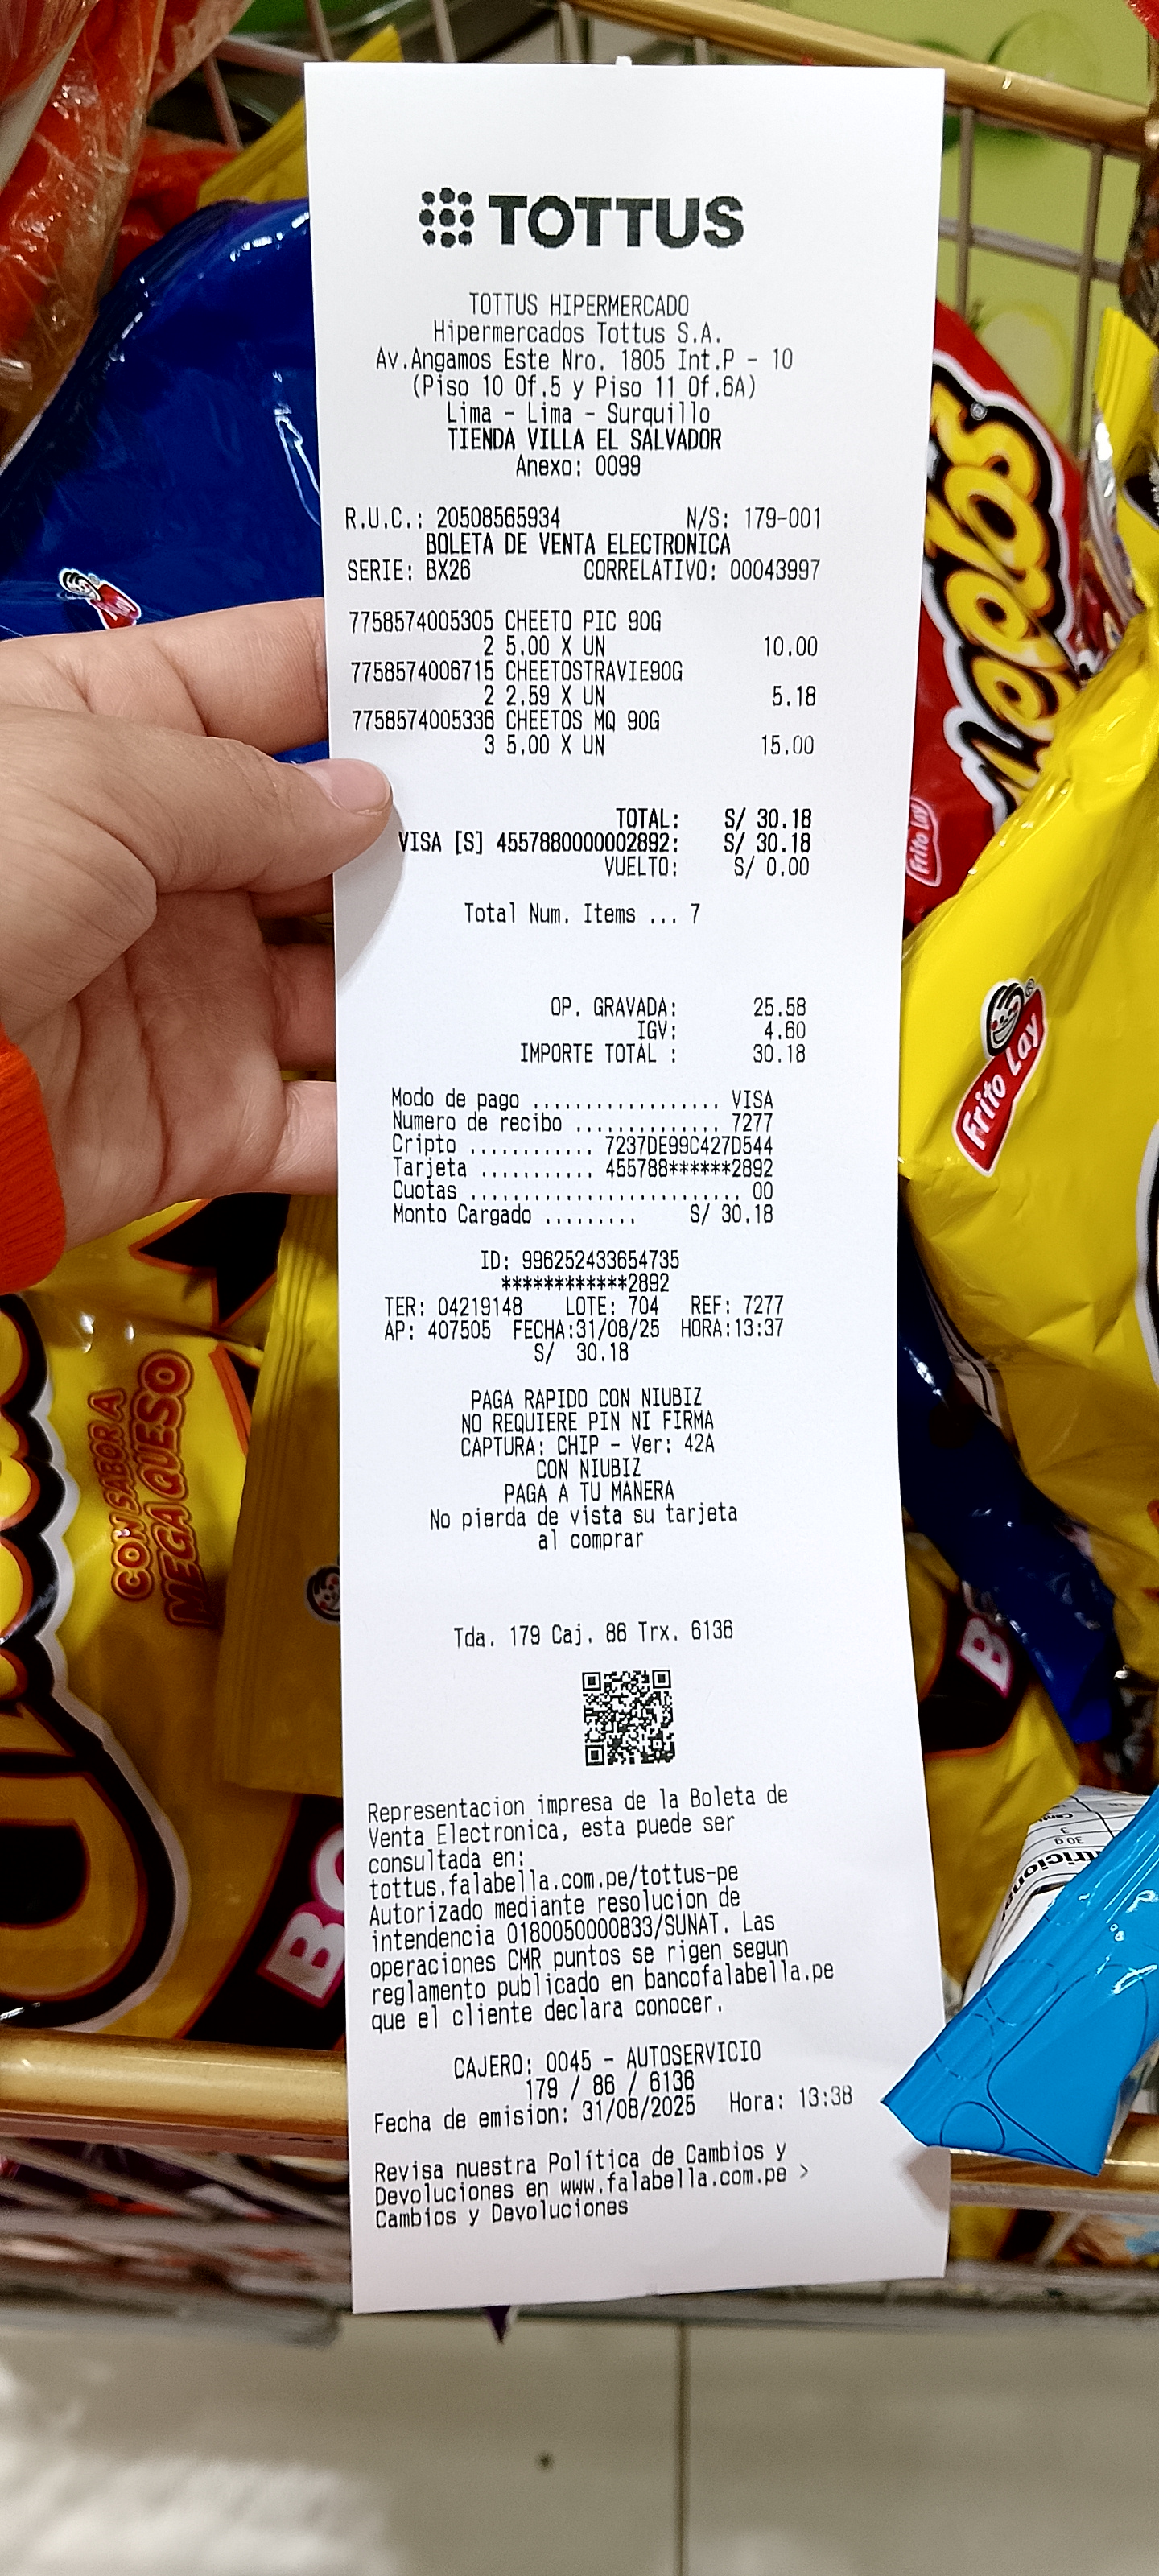 TOTTUS
TOTTUS HIPERMERCADO
Hipermercados Tottus S.A.
Av.Angamos Este Nro. 1805 Int.P - 10
(Piso 10 Of.5 y Piso 11 Of.6A)
Lima - Lima - Surquillo
TIENDA VILLA EL SALVADOR
Anexo: 0099
R.U.C.: 20508565934 N/S: 179-001
BOLETA DE VENTA ELECTRONICA
SERIE: BX26 CORRELATIVO: 00043997
7758574005305 CHEETO PIC 90G
2 5.00 X UN 10.00
7758574006715 CHEETOSTRAVIE90G
2 2.59 X UN 5.18
7758574005336 CHEETOS MQ 90G
3 5.00 X UN 15.00
TOTAL: S/ 30.18
VISA [S] 4557880000002892: S/ 30.18
VUELTO: S/ 0.00
Total Num. Items ... 7
OP. GRAVADA: 25.58
IGV: 4.60
IMPORTE TOTAL : 30.18
Modo de pago .................. VISA
Numero de recibo .............. 7277
Cripto ............ 7237DE99C427D544
Tarjeta ........... 455788******2892
Cuotas .......................... 00
Monto Cargado ......... S/ 30.18
ID: 996252433654735
************2892
TER: 04219148 LOTE: 704 REF: 7277
AP: 407505 FECHA:31/08/25 HORA:13:37
S/ 30.18
PAGA RAPIDO CON NIUBIZ
NO REQUIERE PIN NI FIRMA
CAPTURA: CHIP - Ver: 42A
CON NIUBIZ
PAGA A TU MANERA
No pierda de vista su tarjeta
al comprar
Tda. 179 Caj. 86 Trx. 6136
Representacion impresa de la Boleta de
Venta Electronica, esta puede ser
consultada en:
tottus.falabella.com.pe/tottus-pe
Autorizado mediante resolucion de
intendencia 0180050000833/SUNAT. Las
operaciones CMR puntos se rigen segun
reglamento publicado en bancofalabella.pe
que el cliente declara conocer.
CAJERO: 0045 - AUTOSERVICIO
179 / 86 / 6136
Fecha de emision: 31/08/2025 Hora: 13:38
Revisa nuestra Política de Cambios y
Devoluciones en www.falabella.com.pe >
Cambios y Devoluciones
CON SABOR A
MEGA QUESO
Frito Lay
Frito Lay
30 g
3